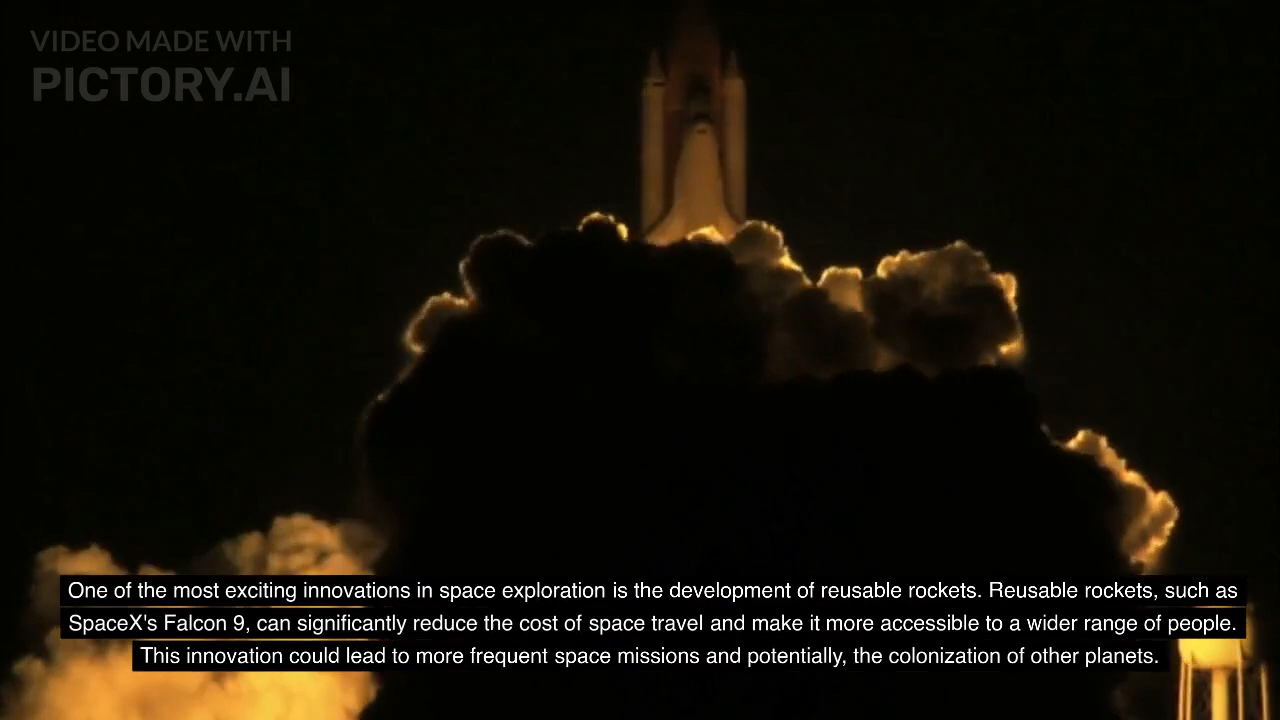 VIDEO MADE WITH
PICTORY.AI
One of the most exciting innovations in space exploration is the development of reusable rockets. Reusable rockets, such as
SpaceX's Falcon 9, can significantly reduce the cost of space travel and make it more accessible to a wider range of people.
This innovation could lead to more frequent space missions and potentially, the colonization of other planets.